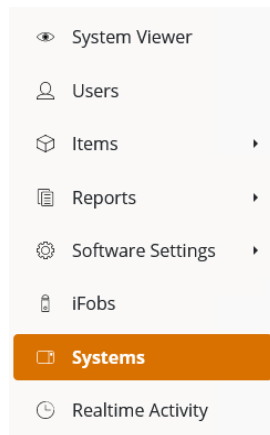 System Viewer
Users
Items
Reports
Software Settings
iFobs
Systems
Realtime Activity